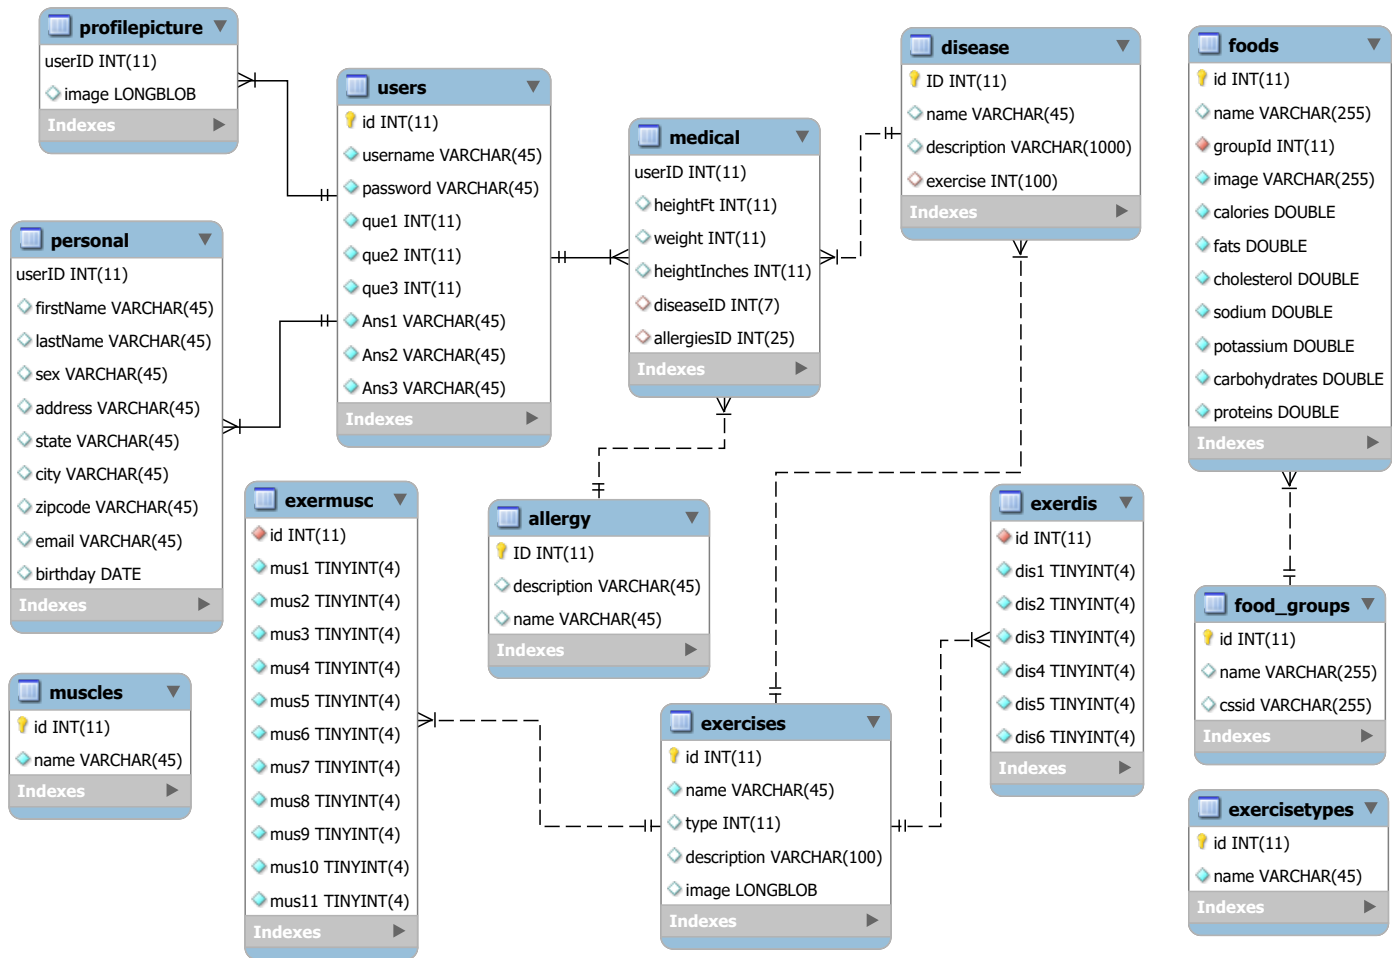 profilepicture
userID INT(11)
image LONGBLOB
Indexes
users
id INT(11)
username VARCHAR(45)
password VARCHAR(45)
que1 INT(11)
que2 INT(11)
que3 INT(11)
Ans1 VARCHAR(45)
Ans2 VARCHAR(45)
Ans3 VARCHAR(45)
Indexes
medical
userID INT(11)
heightFt INT(11)
weight INT(11)
heightInches INT(11)
diseaseID INT(7)
allergiesID INT(25)
Indexes
disease
ID INT(11)
name VARCHAR(45)
description VARCHAR(1000)
exercise INT(100)
Indexes
foods
id INT(11)
name VARCHAR(255)
groupId INT(11)
image VARCHAR(255)
calories DOUBLE
fats DOUBLE
cholesterol DOUBLE
sodium DOUBLE
potassium DOUBLE
carbohydrates DOUBLE
proteins DOUBLE
Indexes
personal
userID INT(11)
firstName VARCHAR(45)
lastName VARCHAR(45)
sex VARCHAR(45)
address VARCHAR(45)
state VARCHAR(45)
city VARCHAR(45)
zipcode VARCHAR(45)
email VARCHAR(45)
birthday DATE
Indexes
exermusc
id INT(11)
mus1 TINYINT(4)
mus2 TINYINT(4)
mus3 TINYINT(4)
mus4 TINYINT(4)
mus5 TINYINT(4)
mus6 TINYINT(4)
mus7 TINYINT(4)
mus8 TINYINT(4)
mus9 TINYINT(4)
mus10 TINYINT(4)
mus11 TINYINT(4)
Indexes
allergy
ID INT(11)
description VARCHAR(45)
name VARCHAR(45)
Indexes
exerdis
id INT(11)
dis1 TINYINT(4)
dis2 TINYINT(4)
dis3 TINYINT(4)
dis4 TINYINT(4)
dis5 TINYINT(4)
dis6 TINYINT(4)
Indexes
food_groups
id INT(11)
name VARCHAR(255)
cssid VARCHAR(255)
Indexes
muscles
id INT(11)
name VARCHAR(45)
Indexes
exercises
id INT(11)
name VARCHAR(45)
type INT(11)
description VARCHAR(100)
image LONGBLOB
Indexes
exercisetypes
id INT(11)
name VARCHAR(45)
Indexes